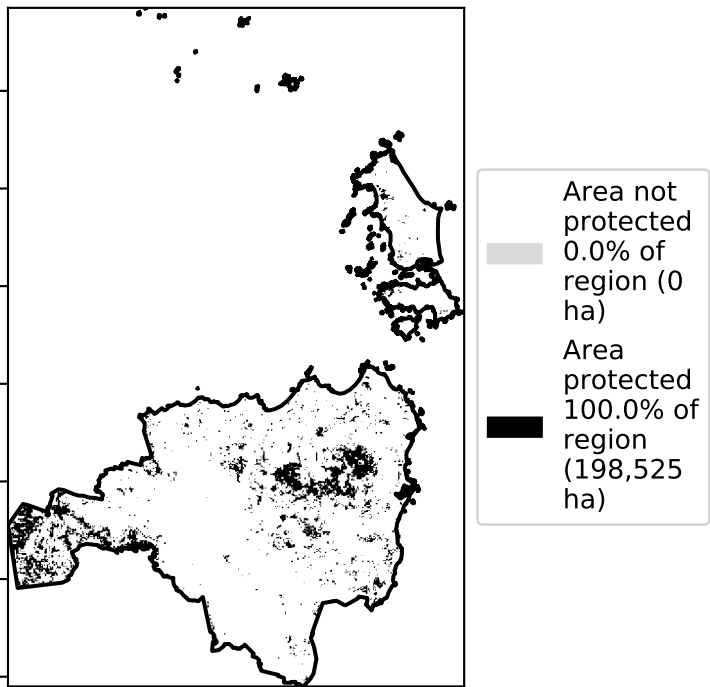 Area not
protected
0.0% of
region (0
ha)
Area
protected
100.0% of
region
(198,525
ha)